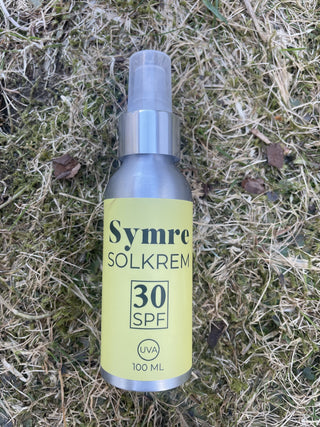 Symre
SOLKREM
30
SPF
UVA
100 ML